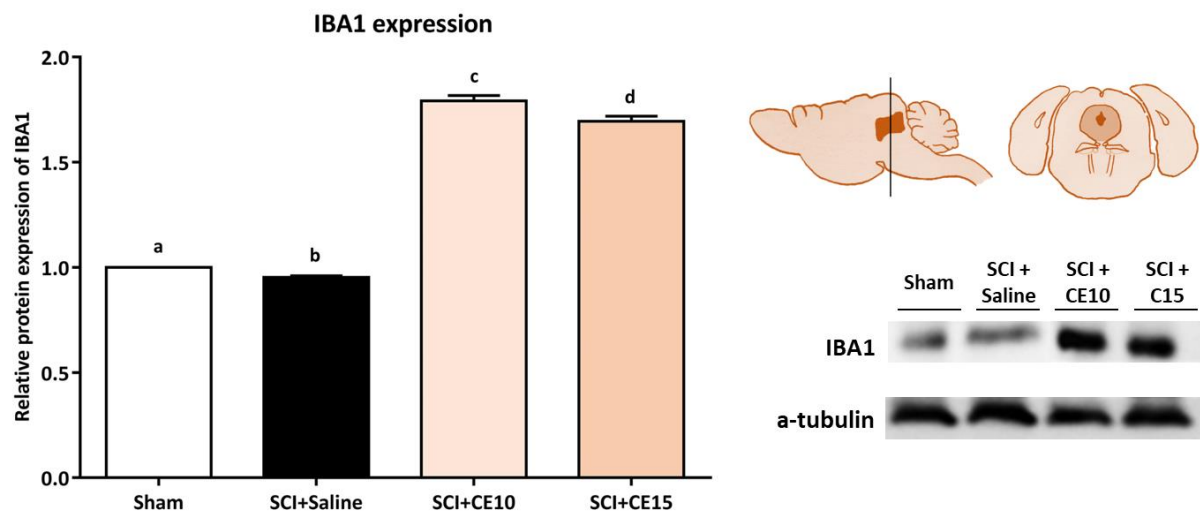 IBA1 expression
Relative protein expression of IBA1
2.0
1.5
1.0
0.5
0.0
a
b
c
d
Sham
SCI+Saline
SCI+CE10
SCI+CE15
Sham
SCI +
Saline
SCI +
CE10
SCI +
C15
IBA1
a-tubulin